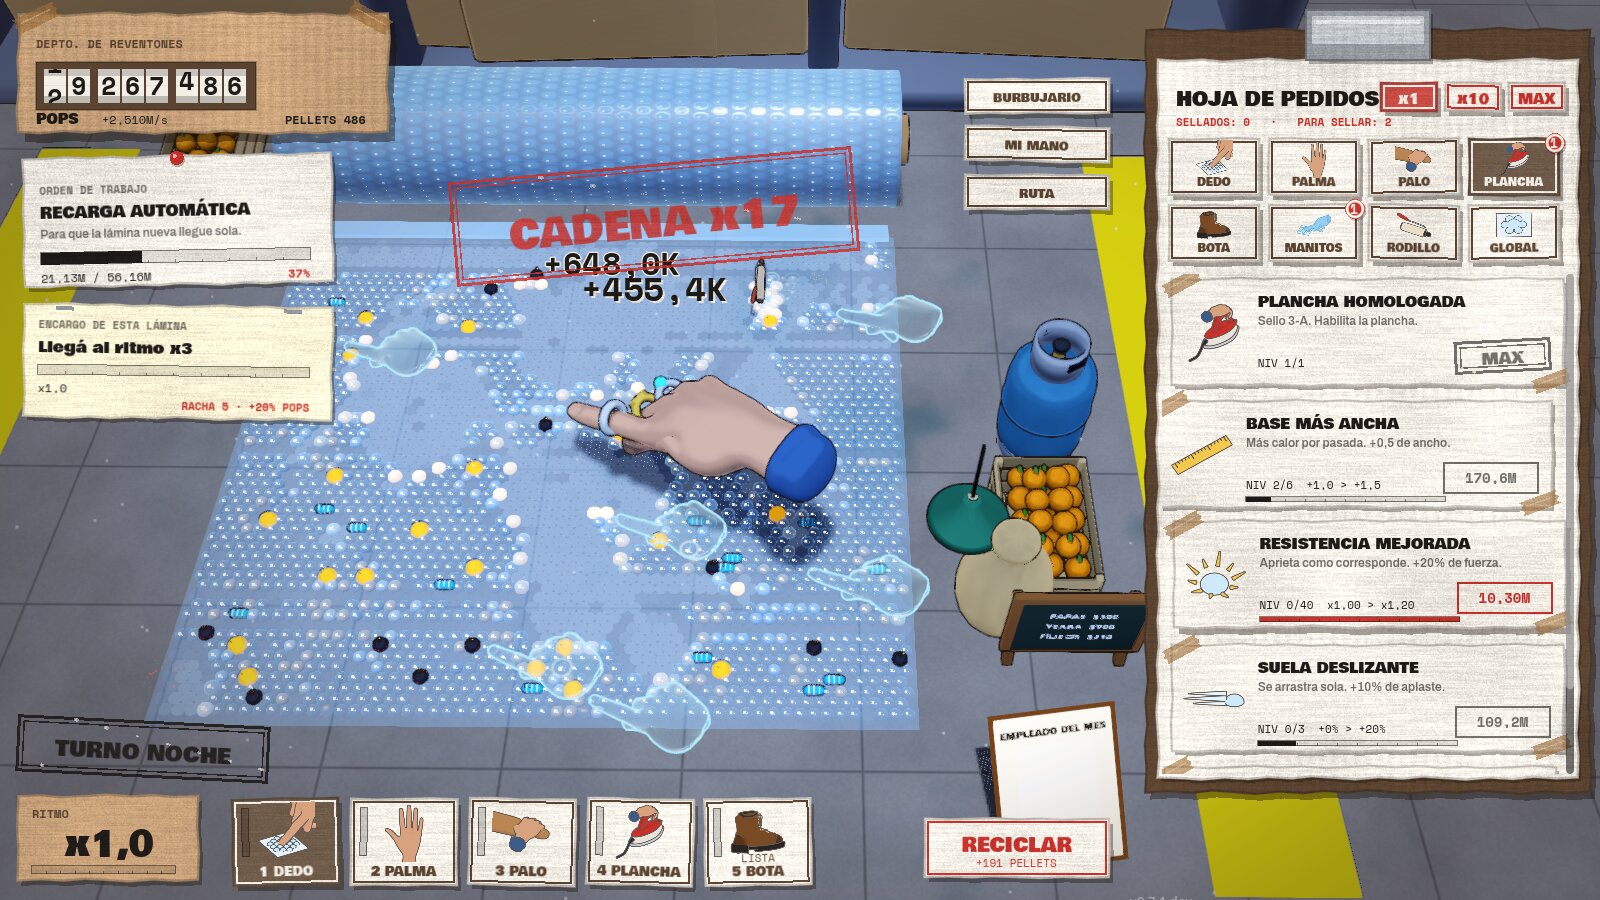 DEPTO. DE REVENTONES
POPS
+2,510M/s
PELLETS 486
ORDEN DE TRABAJO
RECARGA AUTOMÁTICA
Para que la lámina nueva llegue sola.
21,13M / 56,16M
37%
ENCARGO DE ESTA LÁMINA
Llegá al ritmo x3
x1,0
RACHA 5 · +20% POPS
CADENA x17
+648,0K
+455,4K
BURBUJARIO
MI MANO
RUTA
HOJA DE PEDIDOS
x1
x10
MAX
SELLADOS: 0 · PARA SELLAR: 2
DEDO
PALMA
PALO
PLANCHA
1
BOTA
MANITOS
1
RODILLO
GLOBAL
PLANCHA HOMOLOGADA
Sello 3-A. Habilita la plancha.
NIV 1/1
MAX
BASE MÁS ANCHA
Más calor por pasada. +0,5 de ancho.
NIV 2/6 +1,0 > +1,5
170,6M
RESISTENCIA MEJORADA
Aprieta como corresponde. +20% de fuerza.
NIV 0/40 x1,00 > x1,20
10,30M
SUELA DESLIZANTE
Se arrastra sola. +10% de aplaste.
NIV 0/3 +0% > +20%
109,2M
EMPLEADO DEL MES
TURNO NOCHE
RITMO
x1,0
1 DEDO
2 PALMA
3 PALO
4 PLANCHA
LISTA
5 BOTA
RECICLAR
+191 PELLETS